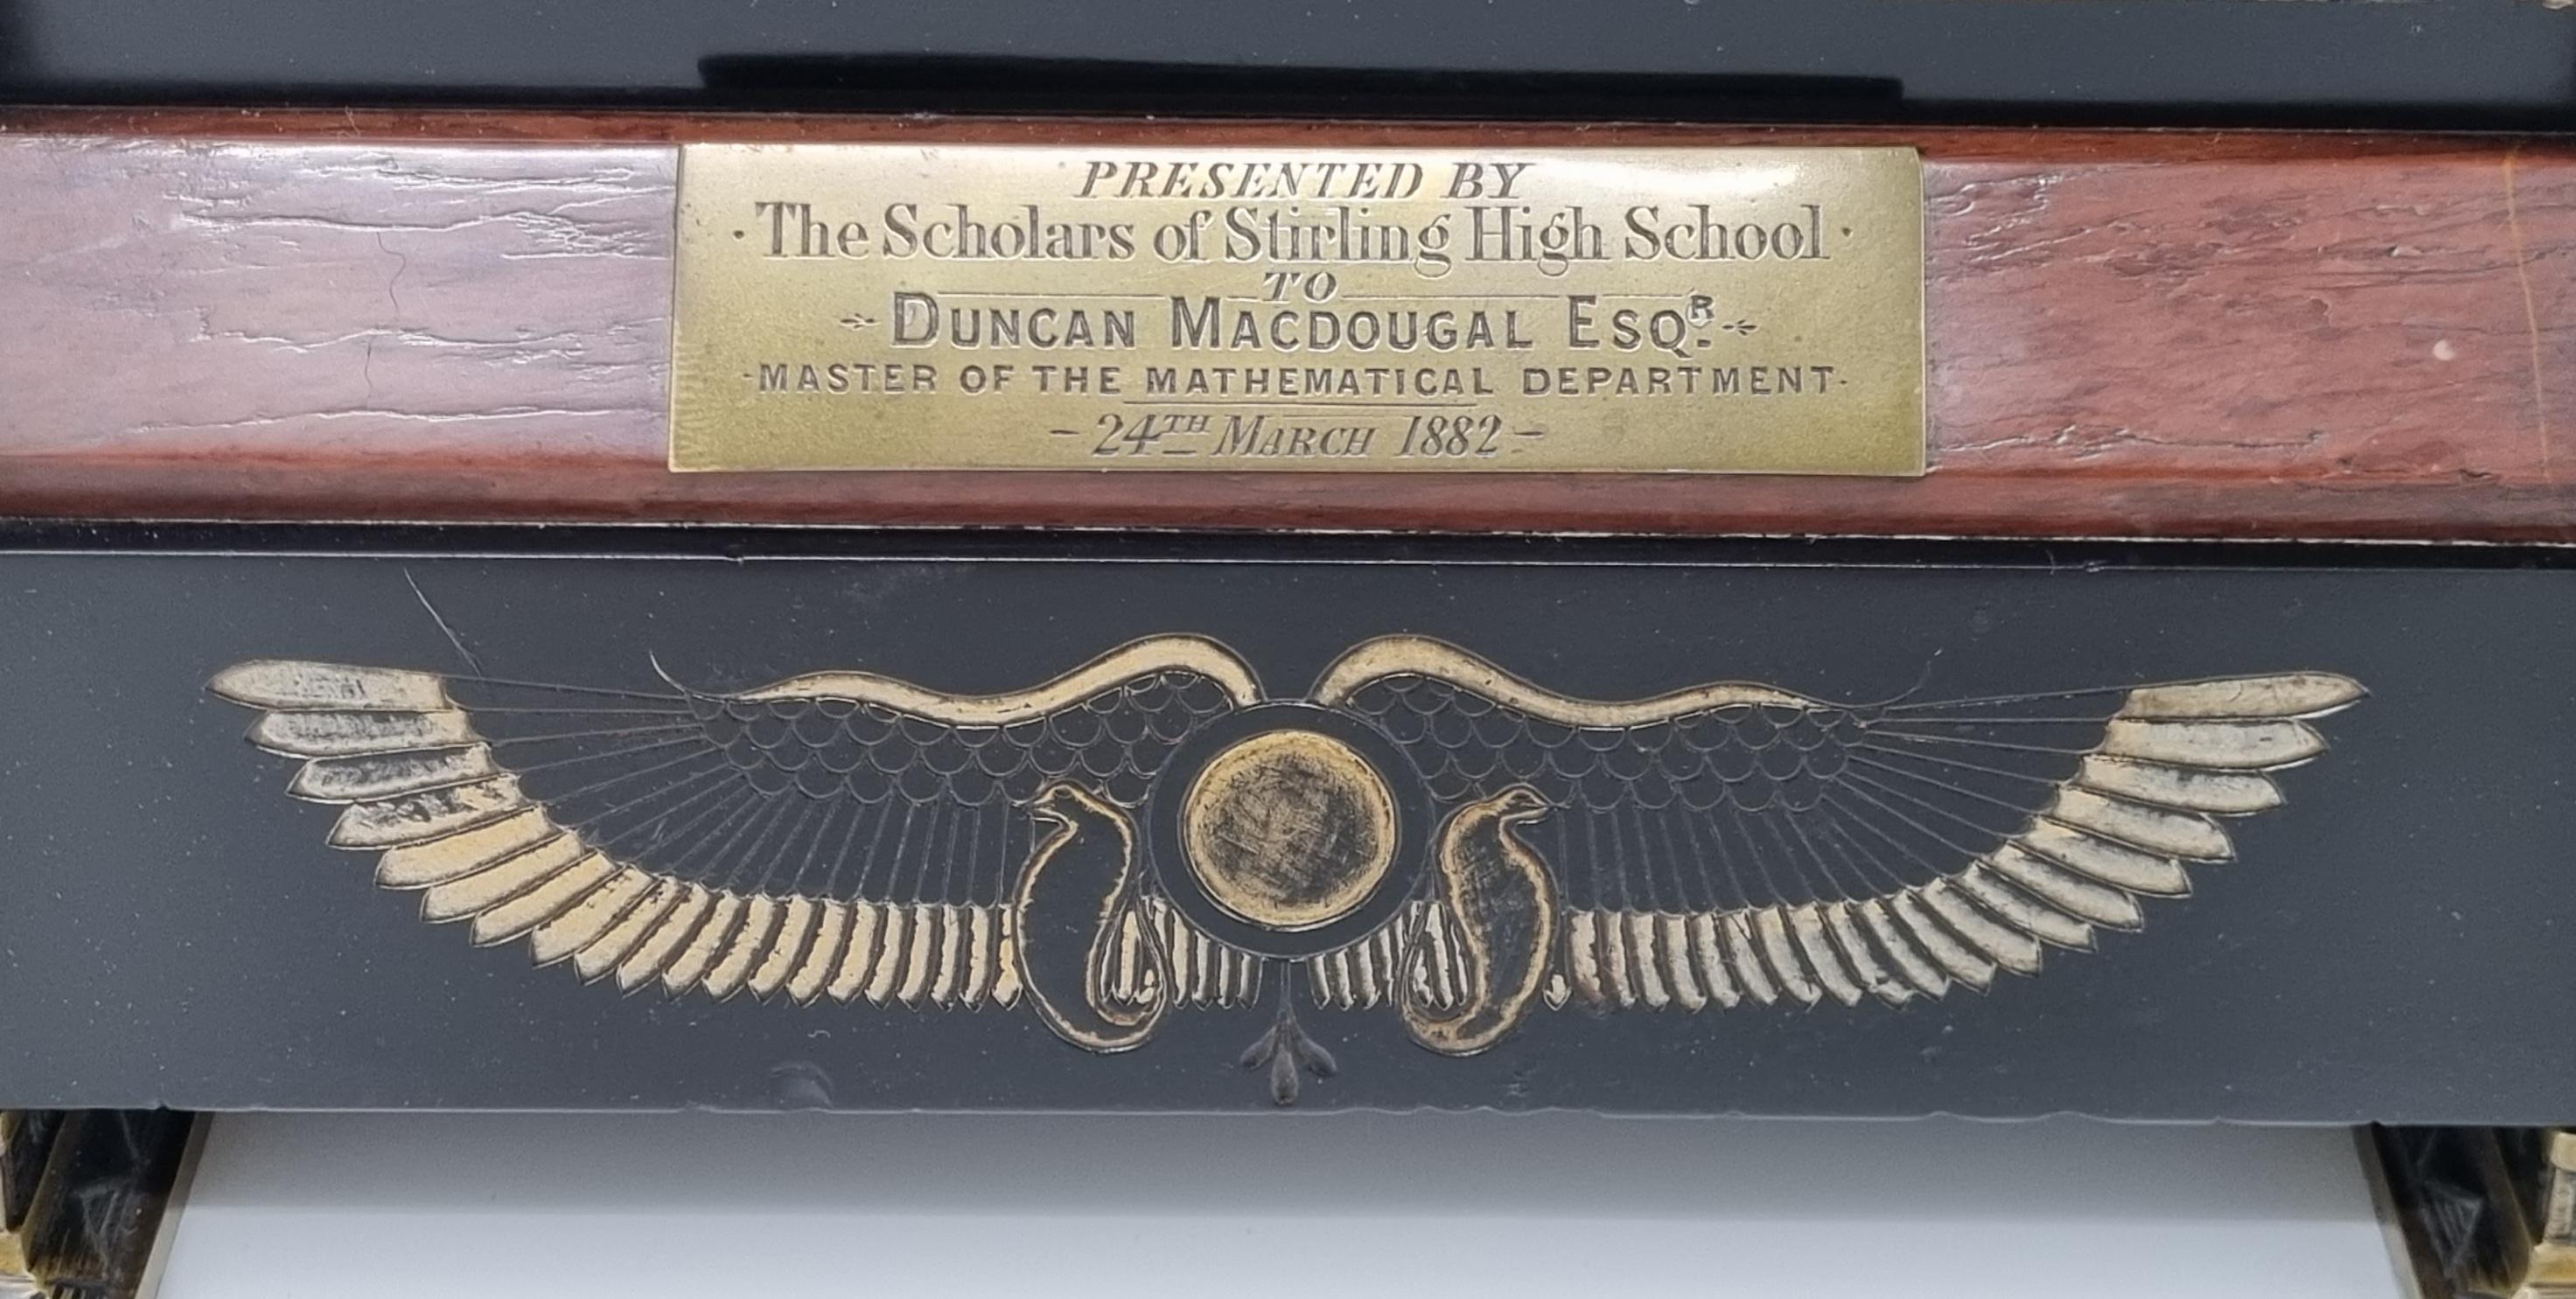 PRESENTED BY
· The Scholars of Stirling High School ·
TO
DUNCAN MACDOUGAL ESQR.
- MASTER OF THE MATHEMATICAL DEPARTMENT -
- 24TH MARCH 1882 -